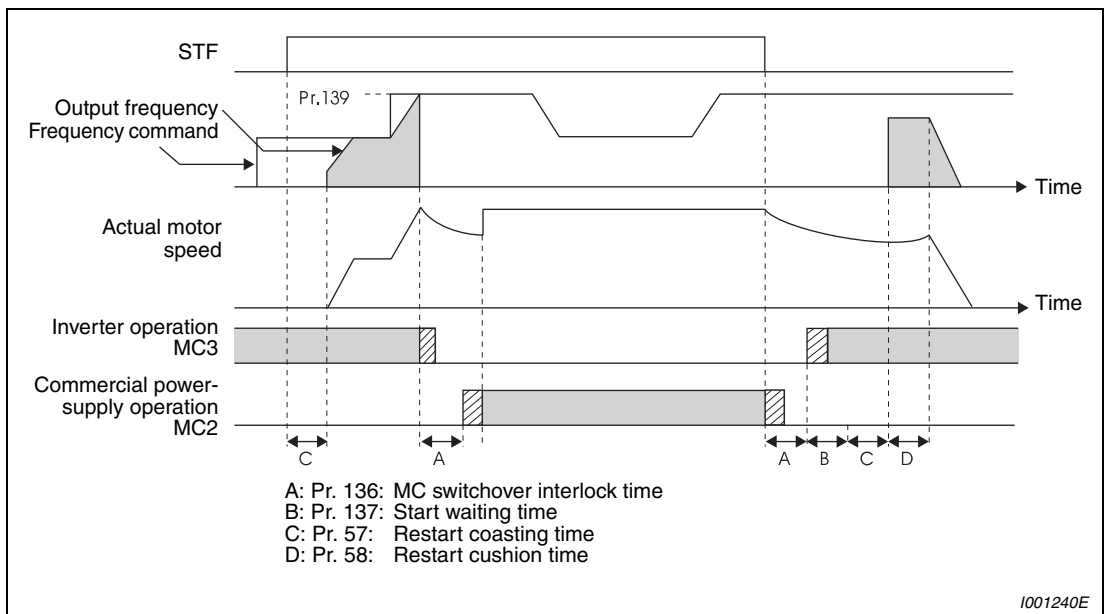 STF
Pr.139
Output frequency
Frequency command
Time
Actual motor
speed
Time
Inverter operation
MC3
Commercial power-
supply operation
MC2
C
A
A
B
C
D
A: Pr. 136: MC switchover interlock time
B: Pr. 137: Start waiting time
C: Pr. 57: Restart coasting time
D: Pr. 58: Restart cushion time
I001240E